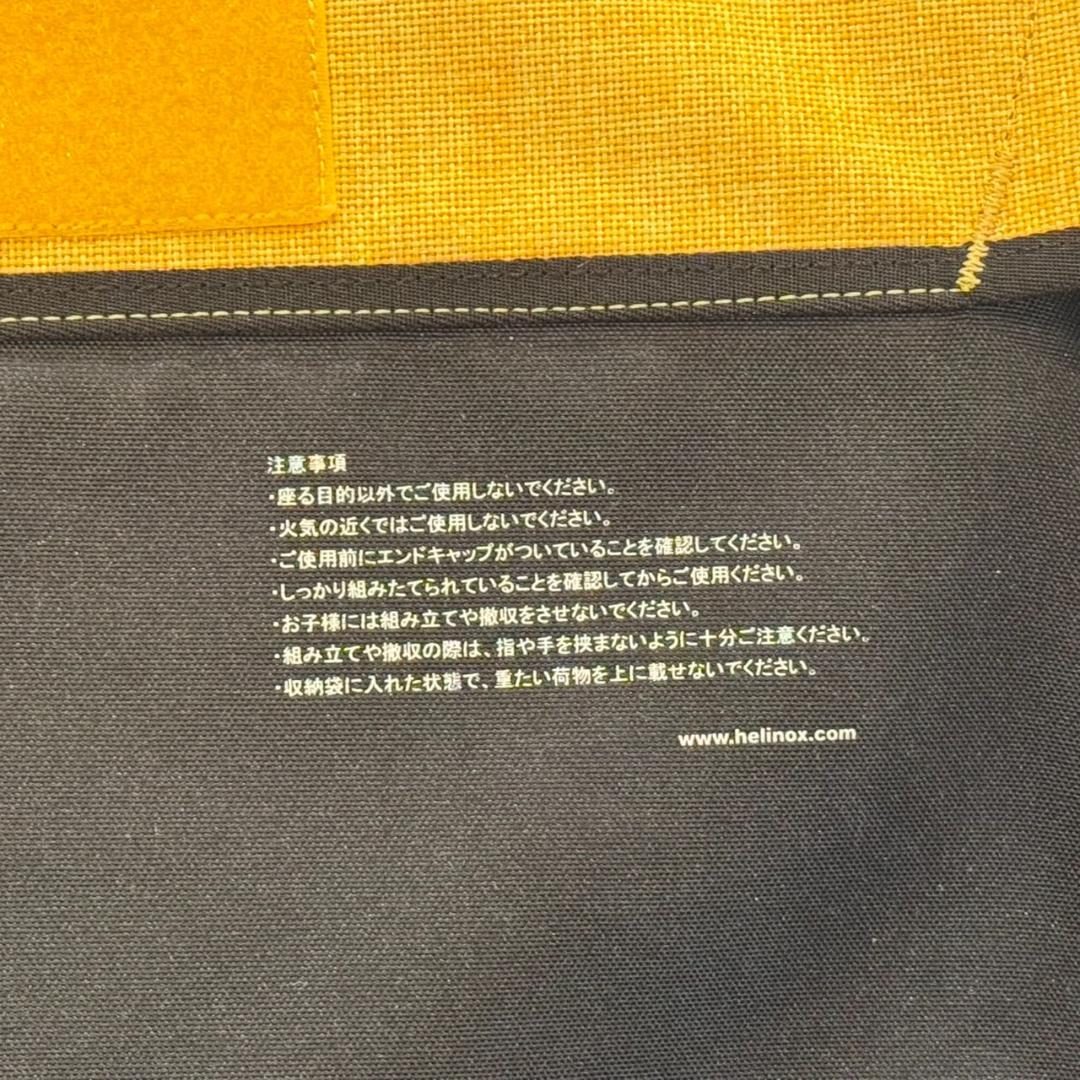 注意事項
・座る目的以外でご使用しないでください。
・火気の近くではご使用しないでください。
・ご使用前にエンドキャップがついていることを確認してください。
・しっかり組みたてられていることを確認してからご使用ください。
・お子様には組み立てや撤収をさせないでください。
・組み立てや撤収の際は、指や手を挟まないように十分ご注意ください。
・収納袋に入れた状態で、重たい荷物を上に載せないでください。
www.helinox.com